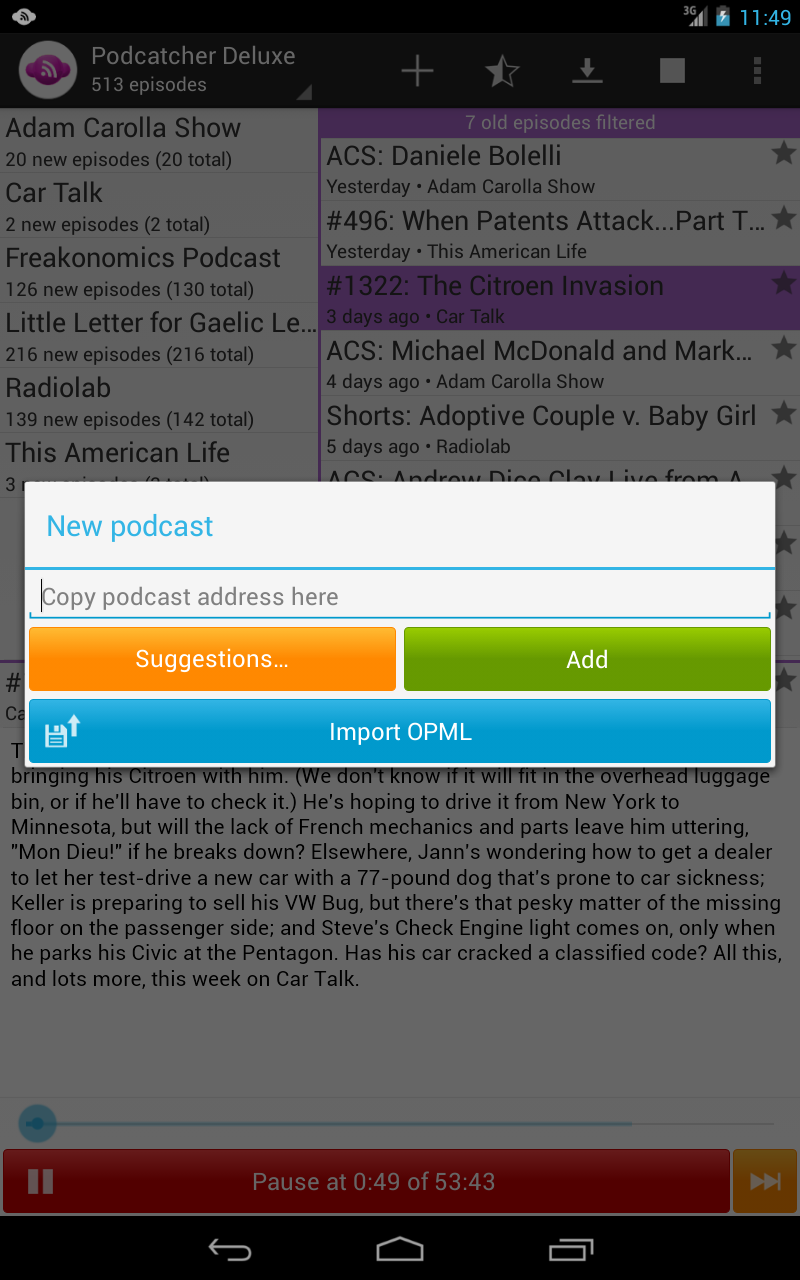 3G 11:49
Podcatcher Deluxe
513 episodes
Adam Carolla Show
20 new episodes (20 total)
Car Talk
2 new episodes (2 total)
Freakonomics Podcast
126 new episodes (130 total)
Little Letter for Gaelic Le...
216 new episodes (216 total)
Radiolab
139 new episodes (142 total)
This American Life
7 old episodes filtered
ACS: Daniele Bolelli
Yesterday • Adam Carolla Show
#496: When Patents Attack...Part T...
Yesterday • This American Life
#1322: The Citroen Invasion
3 days ago • Car Talk
ACS: Michael McDonald and Mark...
4 days ago • Adam Carolla Show
Shorts: Adoptive Couple v. Baby Girl
5 days ago • Radiolab
ACS: Andrew Dice Clay Live from A...
New podcast
Copy podcast address here
Suggestions...
Add
Import OPML
bringing his Citroen with him. (We don't know if it will fit in the overhead luggage
bin, or if he'll have to check it.) He's hoping to drive it from New York to
Minnesota, but will the lack of French mechanics and parts leave him uttering,
"Mon Dieu!" if he breaks down? Elsewhere, Jann's wondering how to get a dealer
to let her test-drive a new car with a 77-pound dog that's prone to car sickness;
Keller is preparing to sell his VW Bug, but there's that pesky matter of the missing
floor on the passenger side; and Steve's Check Engine light comes on, only when
he parks his Civic at the Pentagon. Has his car cracked a classified code? All this,
and lots more, this week on Car Talk.
Pause at 0:49 of 53:43